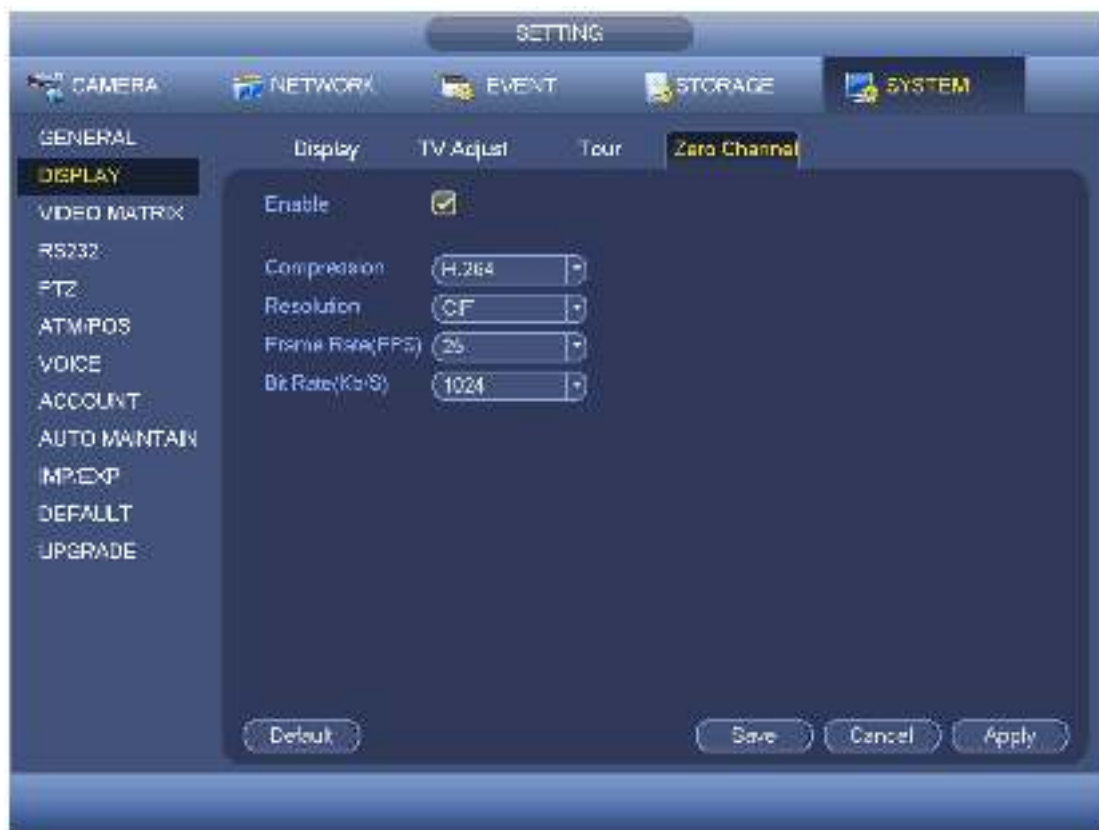 SETTING
CAMERA NETWORK EVENT STORAGE SYSTEM
GENERAL
DISPLAY
VIDEO MATRIX
RS232
PTZ
ATM/POS
VOICE
ACCOUNT
AUTO MAINTAIN
IMP/EXP
DEFAULT
UPGRADE
Display TV Adjust Tour Zero Channel
Enable
Compression H.264
Resolution CIF
Frame Rate(FPS) 25
Bit Rate(Kb/S) 1024
Default Save Cancel Apply